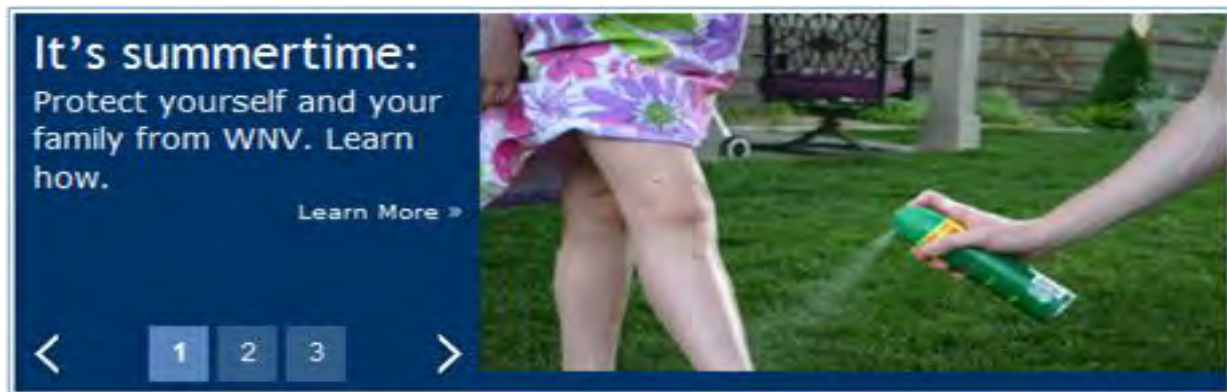 It's summertime:
Protect yourself and your
family from WNV. Learn
how.
Learn More »
1 2 3